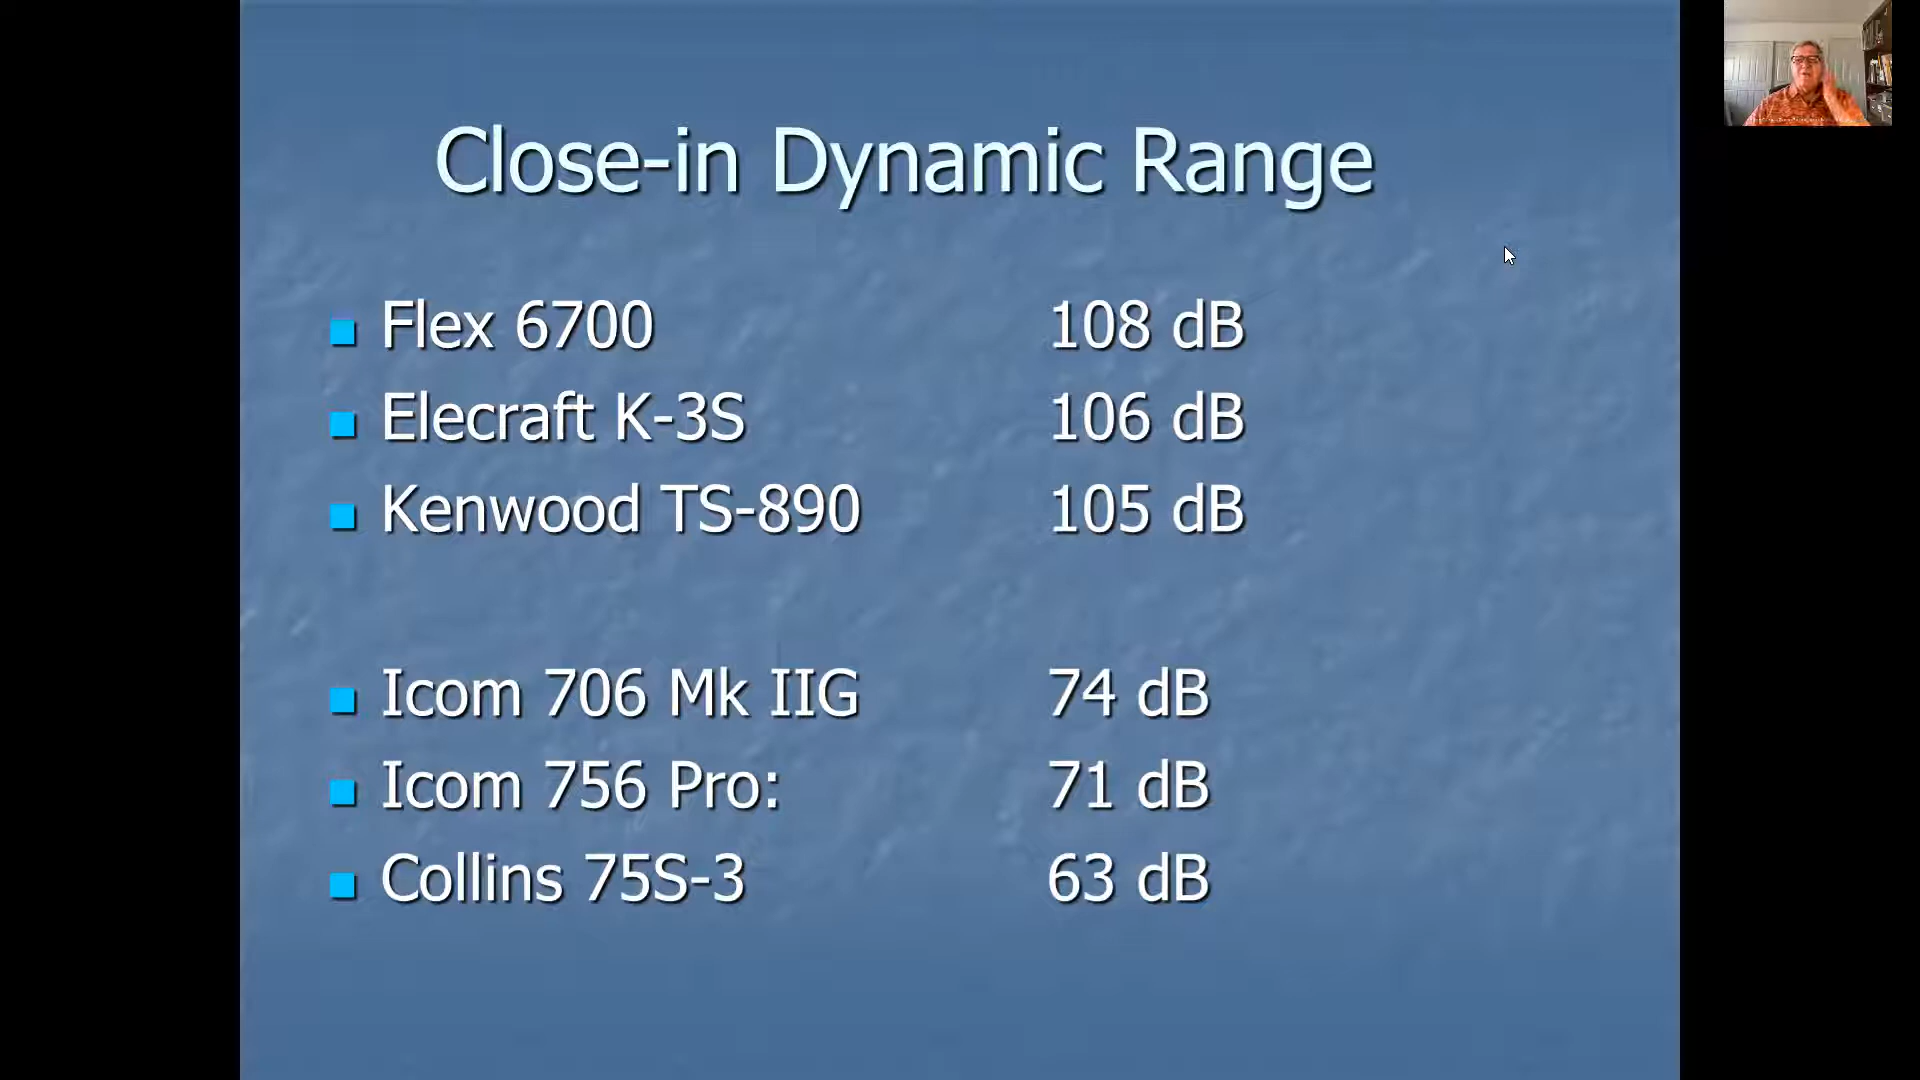 Close-in Dynamic Range
Flex 6700 108 dB
Elecraft K-3S 106 dB
Kenwood TS-890 105 dB
Icom 706 Mk IIG 74 dB
Icom 756 Pro: 71 dB
Collins 75S-3 63 dB